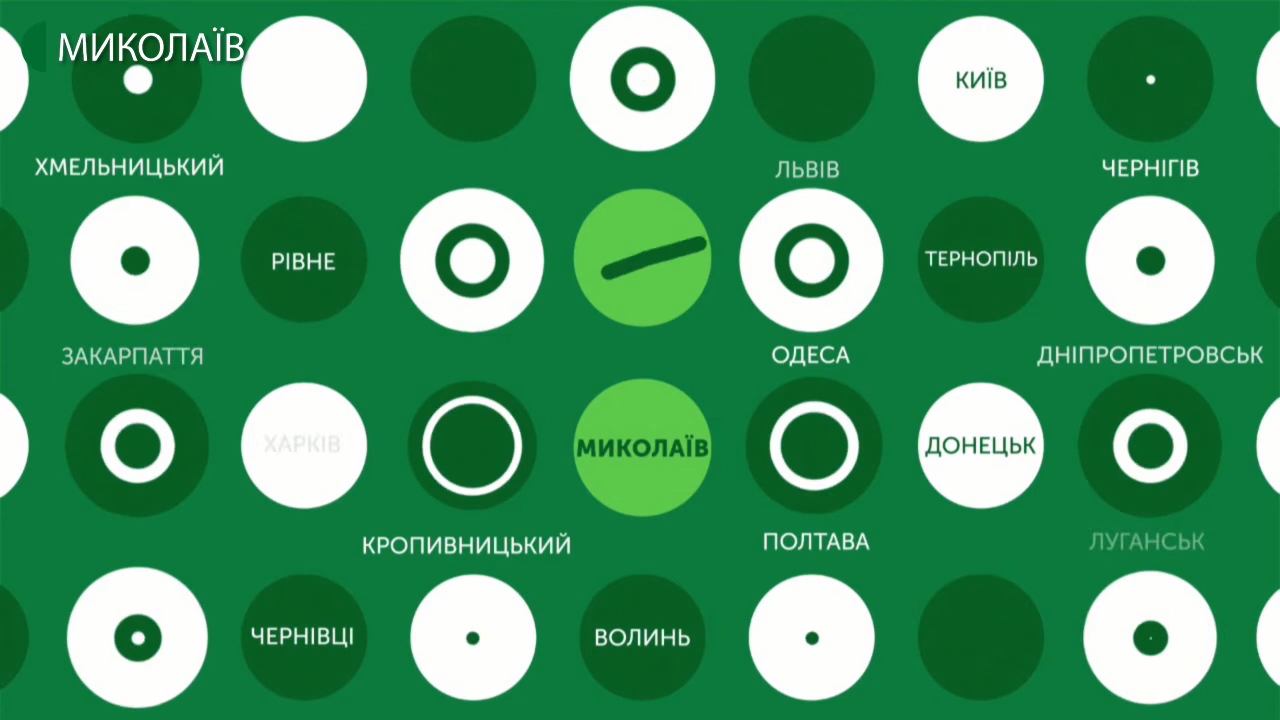 МИКОЛАЇВ
КИЇВ
ХМЕЛЬНИЦЬКИЙ
ЛЬВІВ
ЧЕРНІГІВ
РІВНЕ
ТЕРНОПІЛЬ
ЗАКАРПАТТЯ
ОДЕСА
ДНІПРОПЕТРОВСЬК
ХАРКІВ
МИКОЛАЇВ
ДОНЕЦЬК
КРОПИВНИЦЬКИЙ
ПОЛТАВА
ЛУГАНСЬК
ЧЕРНІВЦІ
ВОЛИНЬ